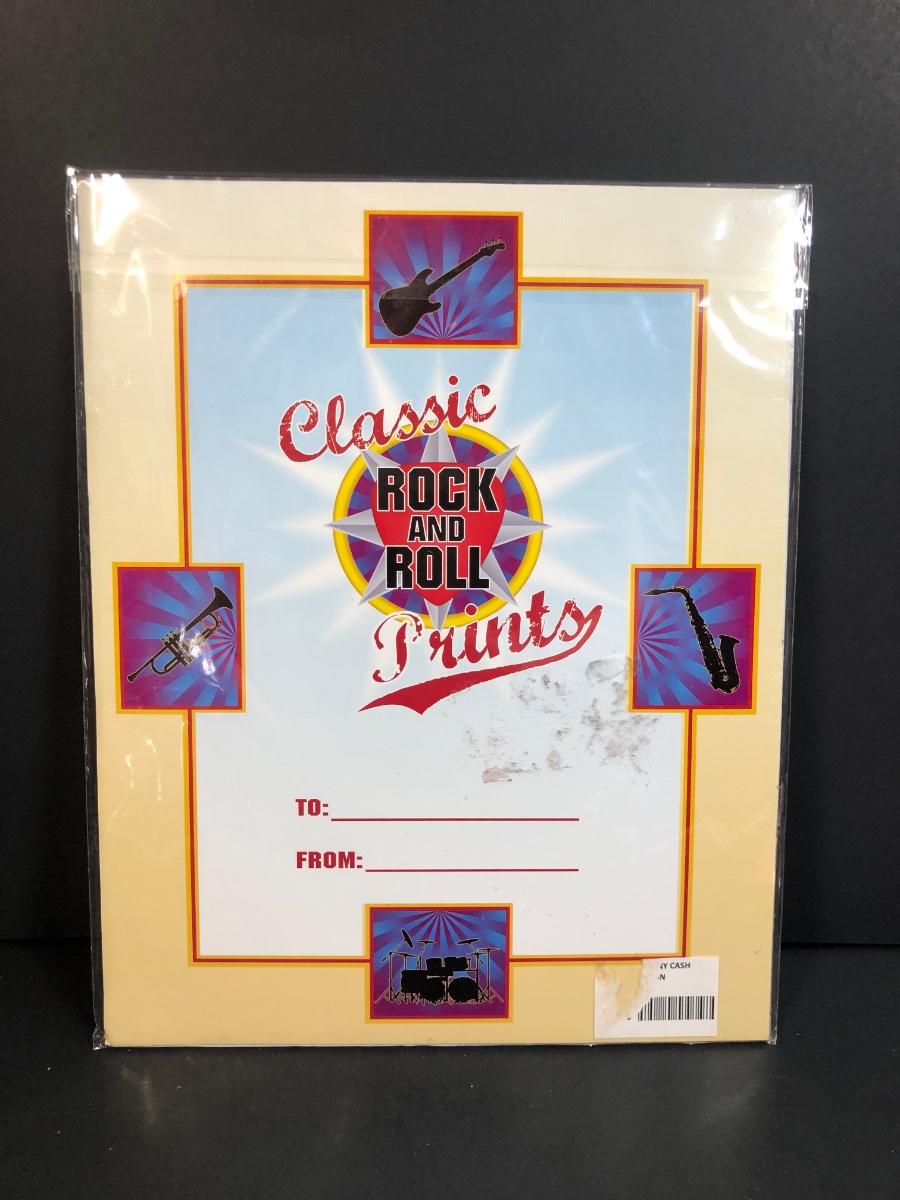 Classic
ROCK
AND
ROLL
Prints
TO:
FROM:
CASH